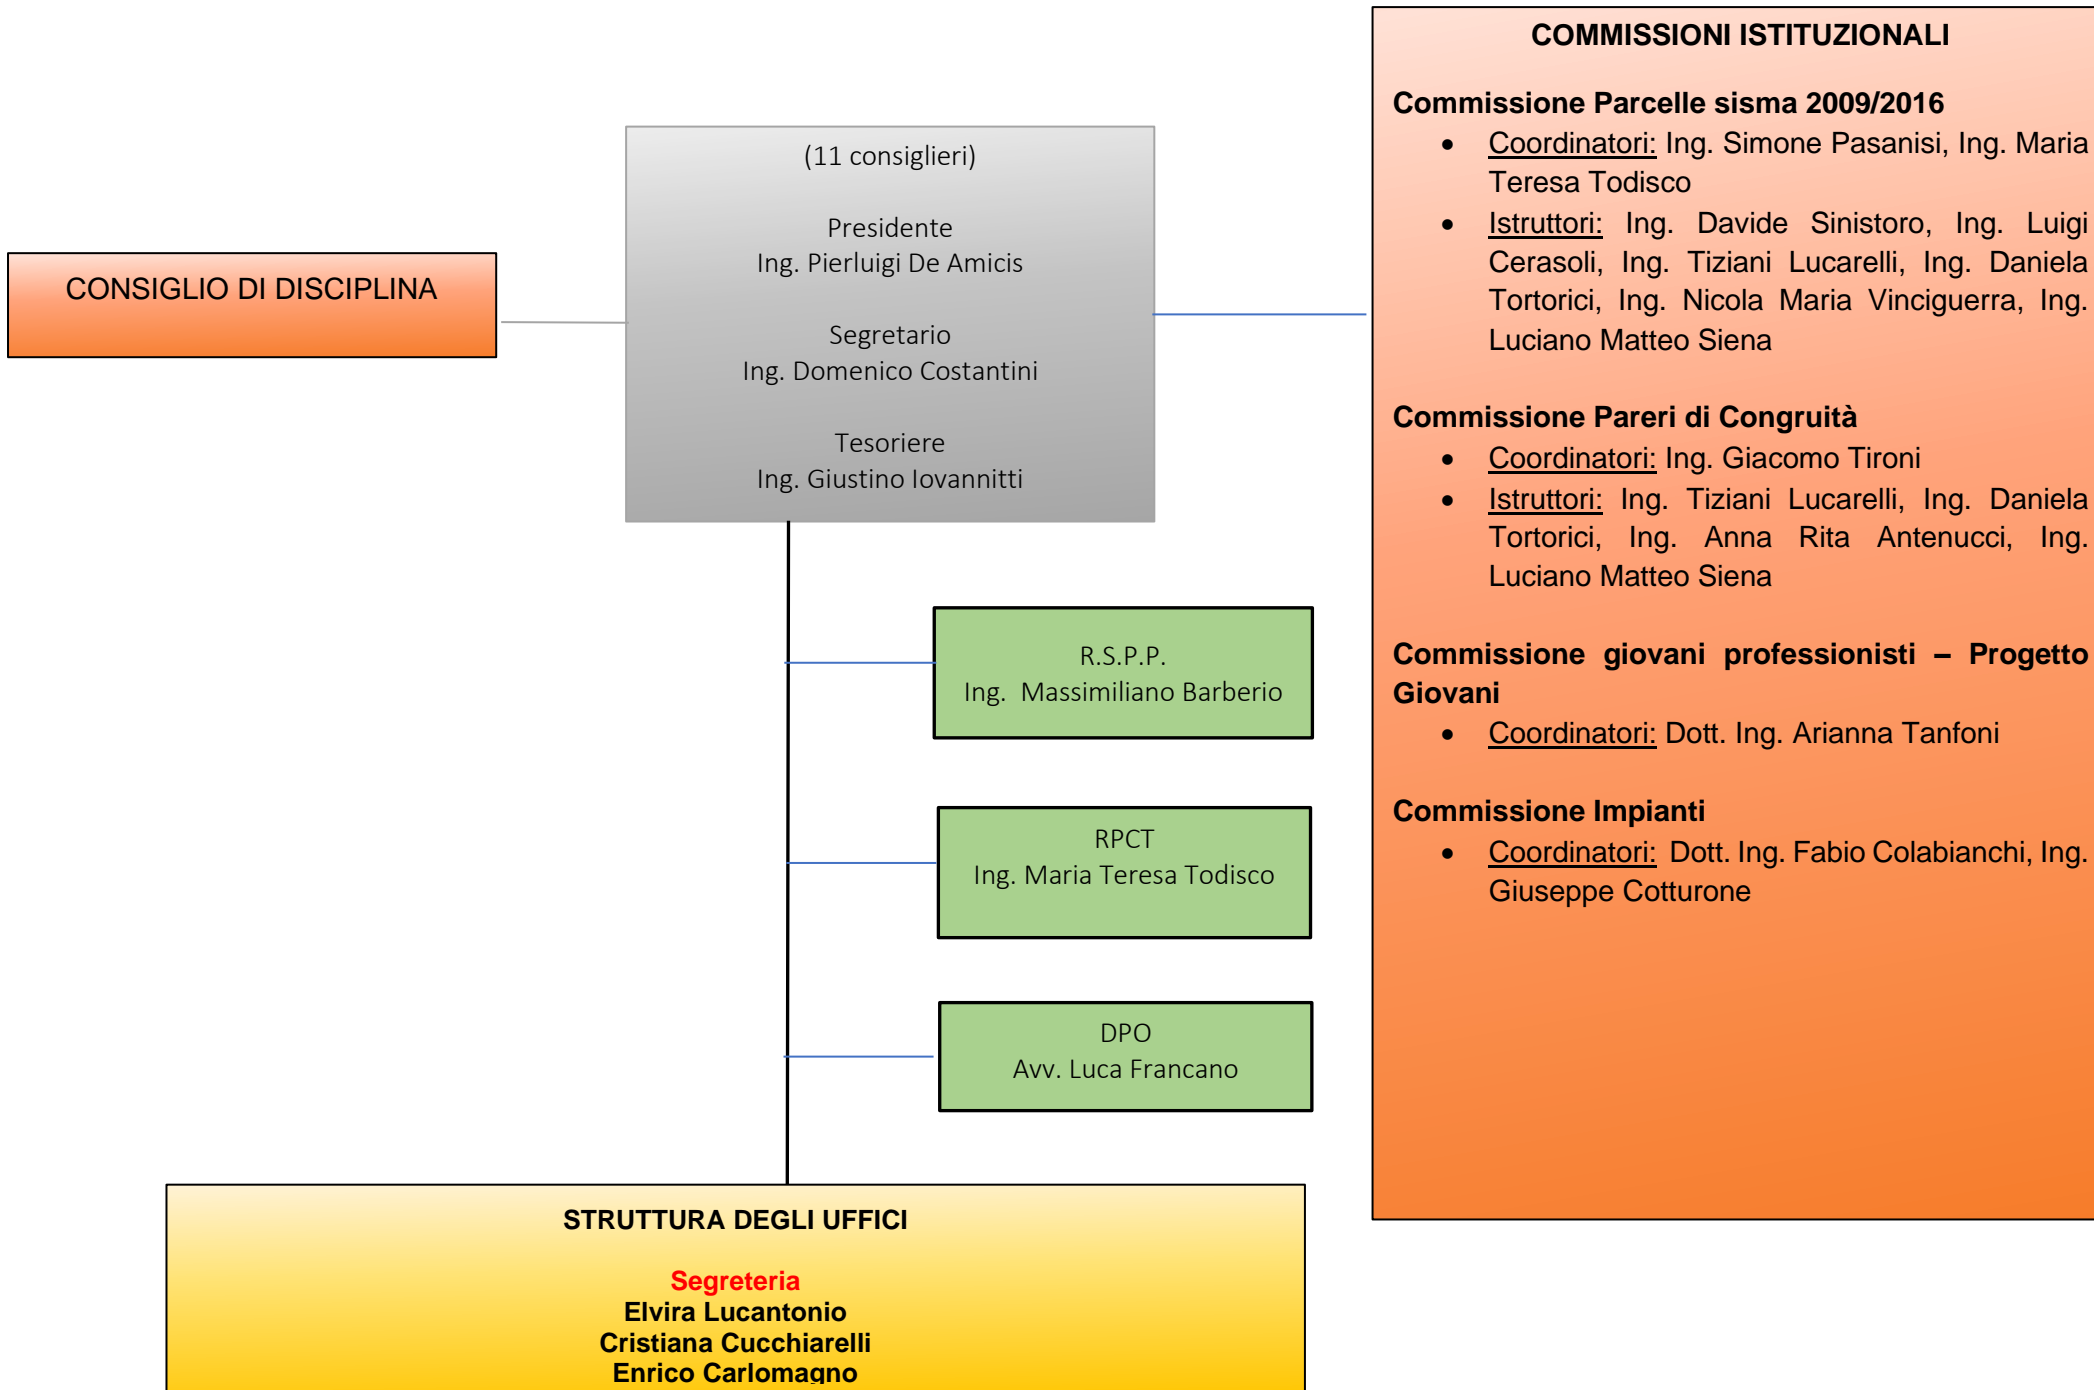 CONSIGLIO DI DISCIPLINA
(11 consiglieri)
Presidente
Ing. Pierluigi De Amicis
Segretario
Ing. Domenico Costantini
Tesoriere
Ing. Giustino Iovannitti
R.S.P.P.
Ing. Massimiliano Barberio
RPCT
Ing. Maria Teresa Todisco
DPO
Avv. Luca Francano
STRUTTURA DEGLI UFFICI
Segreteria
Elvira Lucantonio
Cristiana Cucchiarelli
Enrico Carlomagno
COMMISSIONI ISTITUZIONALI
Commissione Parcelle sisma 2009/2016
• Coordinatori: Ing. Simone Pasanisi, Ing. Maria
Teresa Todisco
• Istruttori: Ing. Davide Sinistoro, Ing. Luigi
Cerasoli, Ing. Tiziani Lucarelli, Ing. Daniela
Tortorici, Ing. Nicola Maria Vinciguerra, Ing.
Luciano Matteo Siena
Commissione Pareri di Congruità
• Coordinatori: Ing. Giacomo Tironi
• Istruttori: Ing. Tiziani Lucarelli, Ing. Daniela
Tortorici, Ing. Anna Rita Antenucci, Ing.
Luciano Matteo Siena
Commissione giovani professionisti – Progetto
Giovani
• Coordinatori: Dott. Ing. Arianna Tanfoni
Commissione Impianti
• Coordinatori: Dott. Ing. Fabio Colabianchi, Ing.
Giuseppe Cotturone